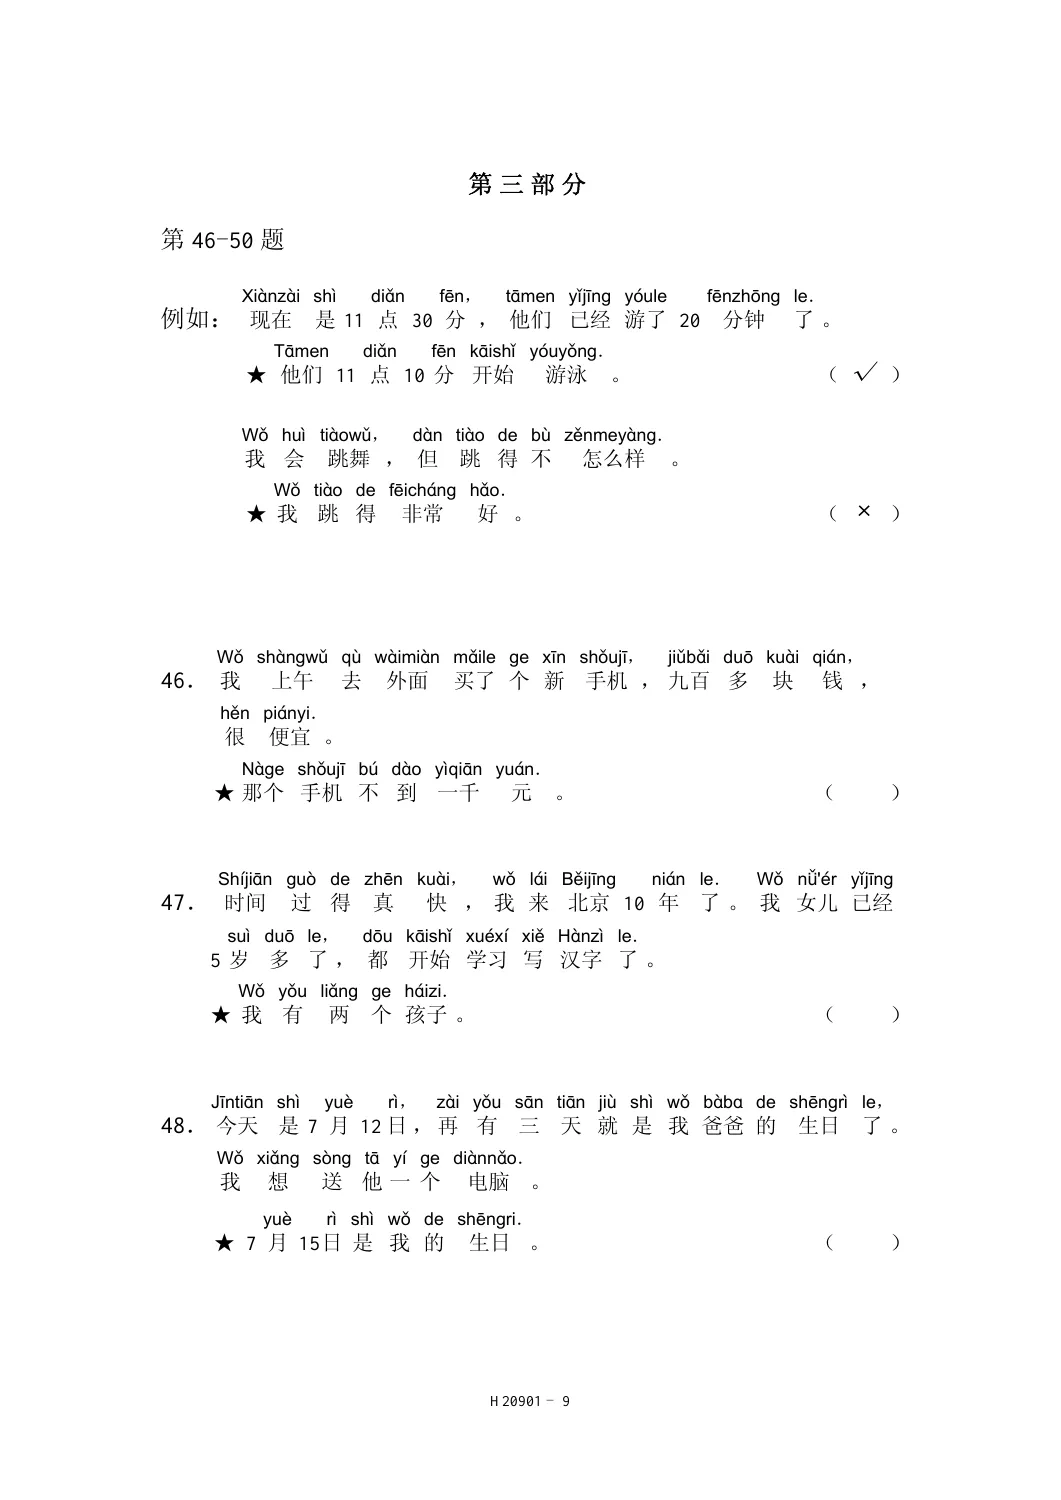 第三部分
第 46-50 题
Xiànzài shì diǎn fēn， tāmen yǐjīng yóule fēnzhōng le.
例如： 现在 是 11 点 30 分 ， 他们 已经 游了 20 分钟 了 。
Tāmen diǎn fēn kāishǐ yóuyǒng.
★ 他们 11 点 10 分 开始 游泳 。 （ √ ）
Wǒ huì tiàowǔ， dàn tiào de bù zěnmeyàng.
我 会 跳舞 ， 但 跳 得 不 怎么样 。
Wǒ tiào de fēicháng hǎo.
★ 我 跳 得 非常 好 。 （ × ）
Wǒ shàngwǔ qù wàimiàn mǎile ge xīn shǒujī， jiǔbǎi duō kuài qián，
46． 我 上午 去 外面 买了 个 新 手机 ， 九百 多 块 钱 ，
hěn piányi.
很 便宜 。
Nàge shǒujī bú dào yìqiān yuán.
★ 那个 手机 不 到 一千 元 。 （ ）
Shíjiān guò de zhēn kuài， wǒ lái Běijīng nián le. Wǒ nǚ'ér yǐjīng
47． 时间 过 得 真 快 ， 我 来 北京 10 年 了 。 我 女儿 已经
suì duō le， dōu kāishǐ xuéxí xiě Hànzì le.
5 岁 多 了 ， 都 开始 学习 写 汉字 了 。
Wǒ yǒu liǎng ge háizi.
★ 我 有 两 个 孩子 。 （ ）
Jīntiān shì yuè rì， zài yǒu sān tiān jiù shì wǒ bàba de shēngrì le，
48． 今天 是 7 月 12 日 ， 再 有 三 天 就 是 我 爸爸 的 生日 了 。
Wǒ xiǎng sòng tā yí ge diànnǎo.
我 想 送 他 一 个 电脑 。
yuè rì shì wǒ de shēngri.
★ 7 月 15日 是 我 的 生日 。 （ ）
H20901 - 9